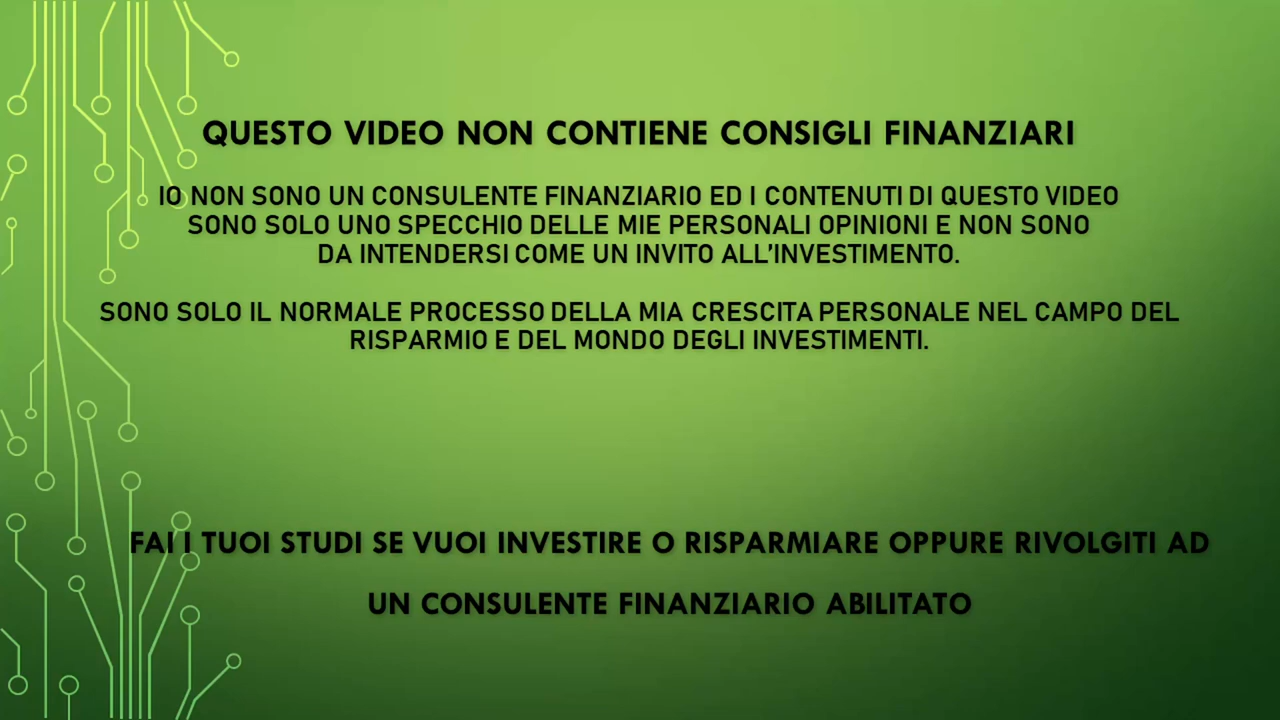 QUESTO VIDEO NON CONTIENE CONSIGLI FINANZIARI
IO NON SONO UN CONSULENTE FINANZIARIO ED I CONTENUTI DI QUESTO VIDEO
SONO SOLO UNO SPECCHIO DELLE MIE PERSONALI OPINIONI E NON SONO
DA INTENDERSI COME UN INVITO ALL'INVESTIMENTO.
SONO SOLO IL NORMALE PROCESSO DELLA MIA CRESCITA PERSONALE NEL CAMPO DEL
RISPARMIO E DEL MONDO DEGLI INVESTIMENTI.
FAI I TUOI STUDI SE VUOI INVESTIRE O RISPARMIARE OPPURE RIVOLGITI AD
UN CONSULENTE FINANZIARIO ABILITATO